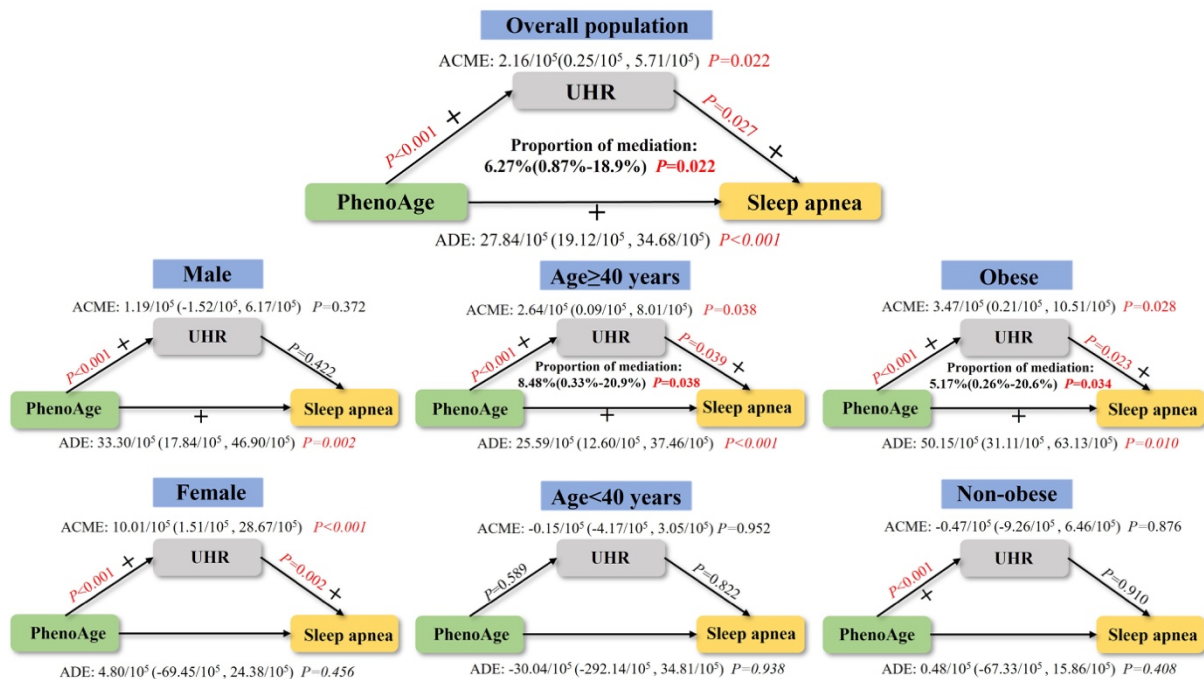 Overall population
ACME: 2.16/10⁵(0.25/10⁵ , 5.71/10⁵) P=0.022
UHR
+
P<0.001
P=0.027
+
Proportion of mediation:
6.27%(0.87%-18.9%) P=0.022
PhenoAge
Sleep apnea
+
ADE: 27.84/10⁵ (19.12/10⁵ , 34.68/10⁵) P<0.001
Male
ACME: 1.19/10⁵ (-1.52/10⁵, 6.17/10⁵) P=0.372
UHR
P<0.001
+
P=0.422
PhenoAge
Sleep apnea
+
ADE: 33.30/10⁵ (17.84/10⁵ , 46.90/10⁵) P=0.002
Age≥40 years
ACME: 2.64/10⁵ (0.09/10⁵ , 8.01/10⁵) P=0.038
UHR
P<0.001
+
P=0.039
+
Proportion of mediation:
8.48%(0.33%-20.9%) P=0.038
PhenoAge
Sleep apnea
+
ADE: 25.59/10⁵ (12.60/10⁵ , 37.46/10⁵) P<0.001
Obese
ACME: 3.47/10⁵ (0.21/10⁵ , 10.51/10⁵) P=0.028
UHR
P<0.001
+
P=0.023
+
Proportion of mediation:
5.17%(0.26%-20.6%) P=0.034
PhenoAge
Sleep apnea
+
ADE: 50.15/10⁵ (31.11/10⁵ , 63.13/10⁵) P=0.010
Female
ACME: 10.01/10⁵ (1.51/10⁵ , 28.67/10⁵) P<0.001
UHR
P<0.001
+
P=0.002
+
PhenoAge
Sleep apnea
ADE: 4.80/10⁵ (-69.45/10⁵ , 24.38/10⁵) P=0.456
Age<40 years
ACME: -0.15/10⁵ (-4.17/10⁵ , 3.05/10⁵) P=0.952
UHR
P=0.589
P=0.822
PhenoAge
Sleep apnea
ADE: -30.04/10⁵ (-292.14/10⁵ , 34.81/10⁵) P=0.938
Non-obese
ACME: -0.47/10⁵ (-9.26/10⁵ , 6.46/10⁵) P=0.876
UHR
P<0.001
+
P=0.910
PhenoAge
Sleep apnea
ADE: 0.48/10⁵ (-67.33/10⁵ , 15.86/10⁵) P=0.408